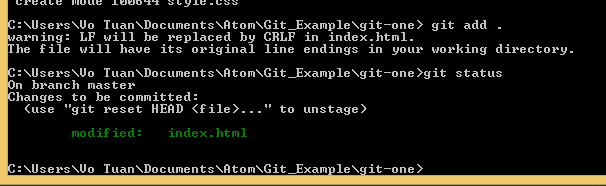 create mode 100644 style.css
C:\Users\Vo Tuan\Documents\Atom\Git_Example\git-one> git add .
warning: LF will be replaced by CRLF in index.html.
The file will have its original line endings in your working directory.
C:\Users\Vo Tuan\Documents\Atom\Git_Example\git-one>git status
On branch master
Changes to be committed:
(use "git reset HEAD <file>..." to unstage)
modified: index.html
C:\Users\Vo Tuan\Documents\Atom\Git_Example\git-one>